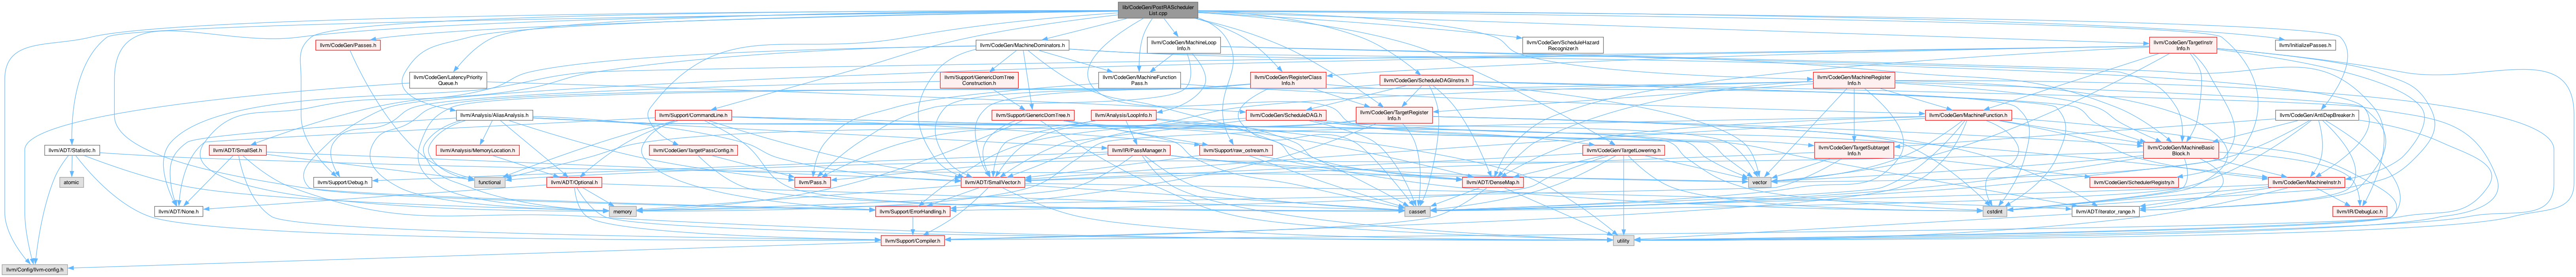 lib/CodeGen/PostRAScheduler
List.cpp
llvm/CodeGen/Passes.h
llvm/CodeGen/MachineDominators.h
llvm/CodeGen/MachineLoop
Info.h
llvm/CodeGen/ScheduleHazard
Recognizer.h
llvm/CodeGen/TargetInstr
Info.h
llvm/InitializePasses.h
llvm/CodeGen/LatencyPriority
Queue.h
llvm/Support/GenericDomTree
Construction.h
llvm/CodeGen/MachineFunction
Pass.h
llvm/CodeGen/RegisterClass
Info.h
llvm/CodeGen/ScheduleDAGInstrs.h
llvm/CodeGen/MachineRegister
Info.h
llvm/Analysis/AliasAnalysis.h
llvm/Support/CommandLine.h
llvm/Support/GenericDomTree.h
llvm/Analysis/LoopInfo.h
llvm/CodeGen/TargetRegister
Info.h
llvm/CodeGen/ScheduleDAG.h
llvm/CodeGen/MachineFunction.h
llvm/CodeGen/AntiDepBreaker.h
llvm/ADT/Statistic.h
llvm/ADT/SmallSet.h
llvm/Analysis/MemoryLocation.h
llvm/CodeGen/TargetPassConfig.h
llvm/IR/PassManager.h
llvm/Support/raw_ostream.h
llvm/CodeGen/TargetLowering.h
llvm/CodeGen/TargetSubtarget
Info.h
llvm/CodeGen/MachineBasic
Block.h
atomic
llvm/Support/Debug.h
functional
llvm/ADT/Optional.h
llvm/Pass.h
llvm/ADT/SmallVector.h
llvm/ADT/DenseMap.h
vector
llvm/CodeGen/SchedulerRegistry.h
llvm/CodeGen/MachineInstr.h
llvm/ADT/None.h
memory
llvm/Support/ErrorHandling.h
cassert
cstdint
llvm/ADT/iterator_range.h
llvm/IR/DebugLoc.h
llvm/Support/Compiler.h
utility
llvm/Config/llvm-config.h